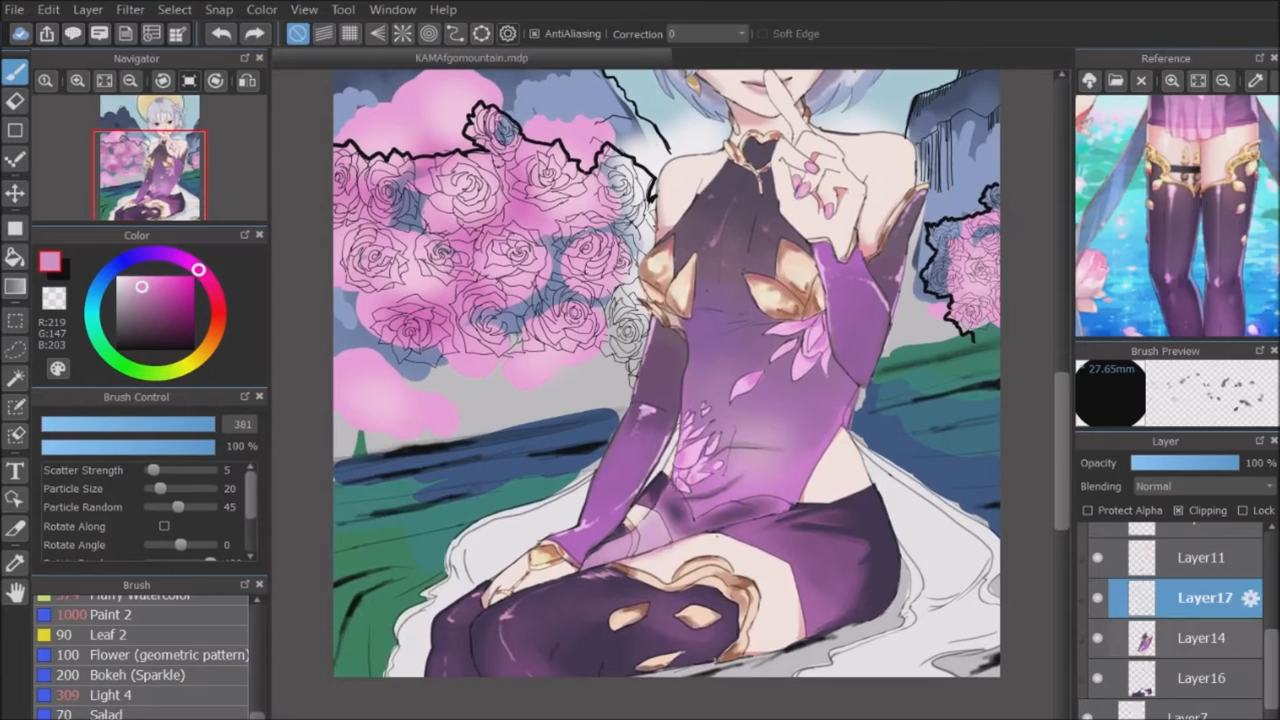 File Edit Layer Filter Select Snap Color View Tool Window Help
AntiAliasing Correction 0 Soft Edge
Navigator
KAMAfgomountain.mdp
Reference
Color
R:219
G:147
B:203
Brush Preview
27.65mm
Brush Control
381
100 %
Layer
Opacity 100 %
Scatter Strength 5
Blending Normal
Particle Size 20
Particle Random 45
Protect Alpha Clipping Lock
Rotate Along
Rotate Angle 0
Layer11
Brush
Layer17
1000 Paint 2
90 Leaf 2
Layer14
100 Flower (geometric pattern)
200 Bokeh (Sparkle)
Layer16
309 Light 4
70 Salad
Layer7